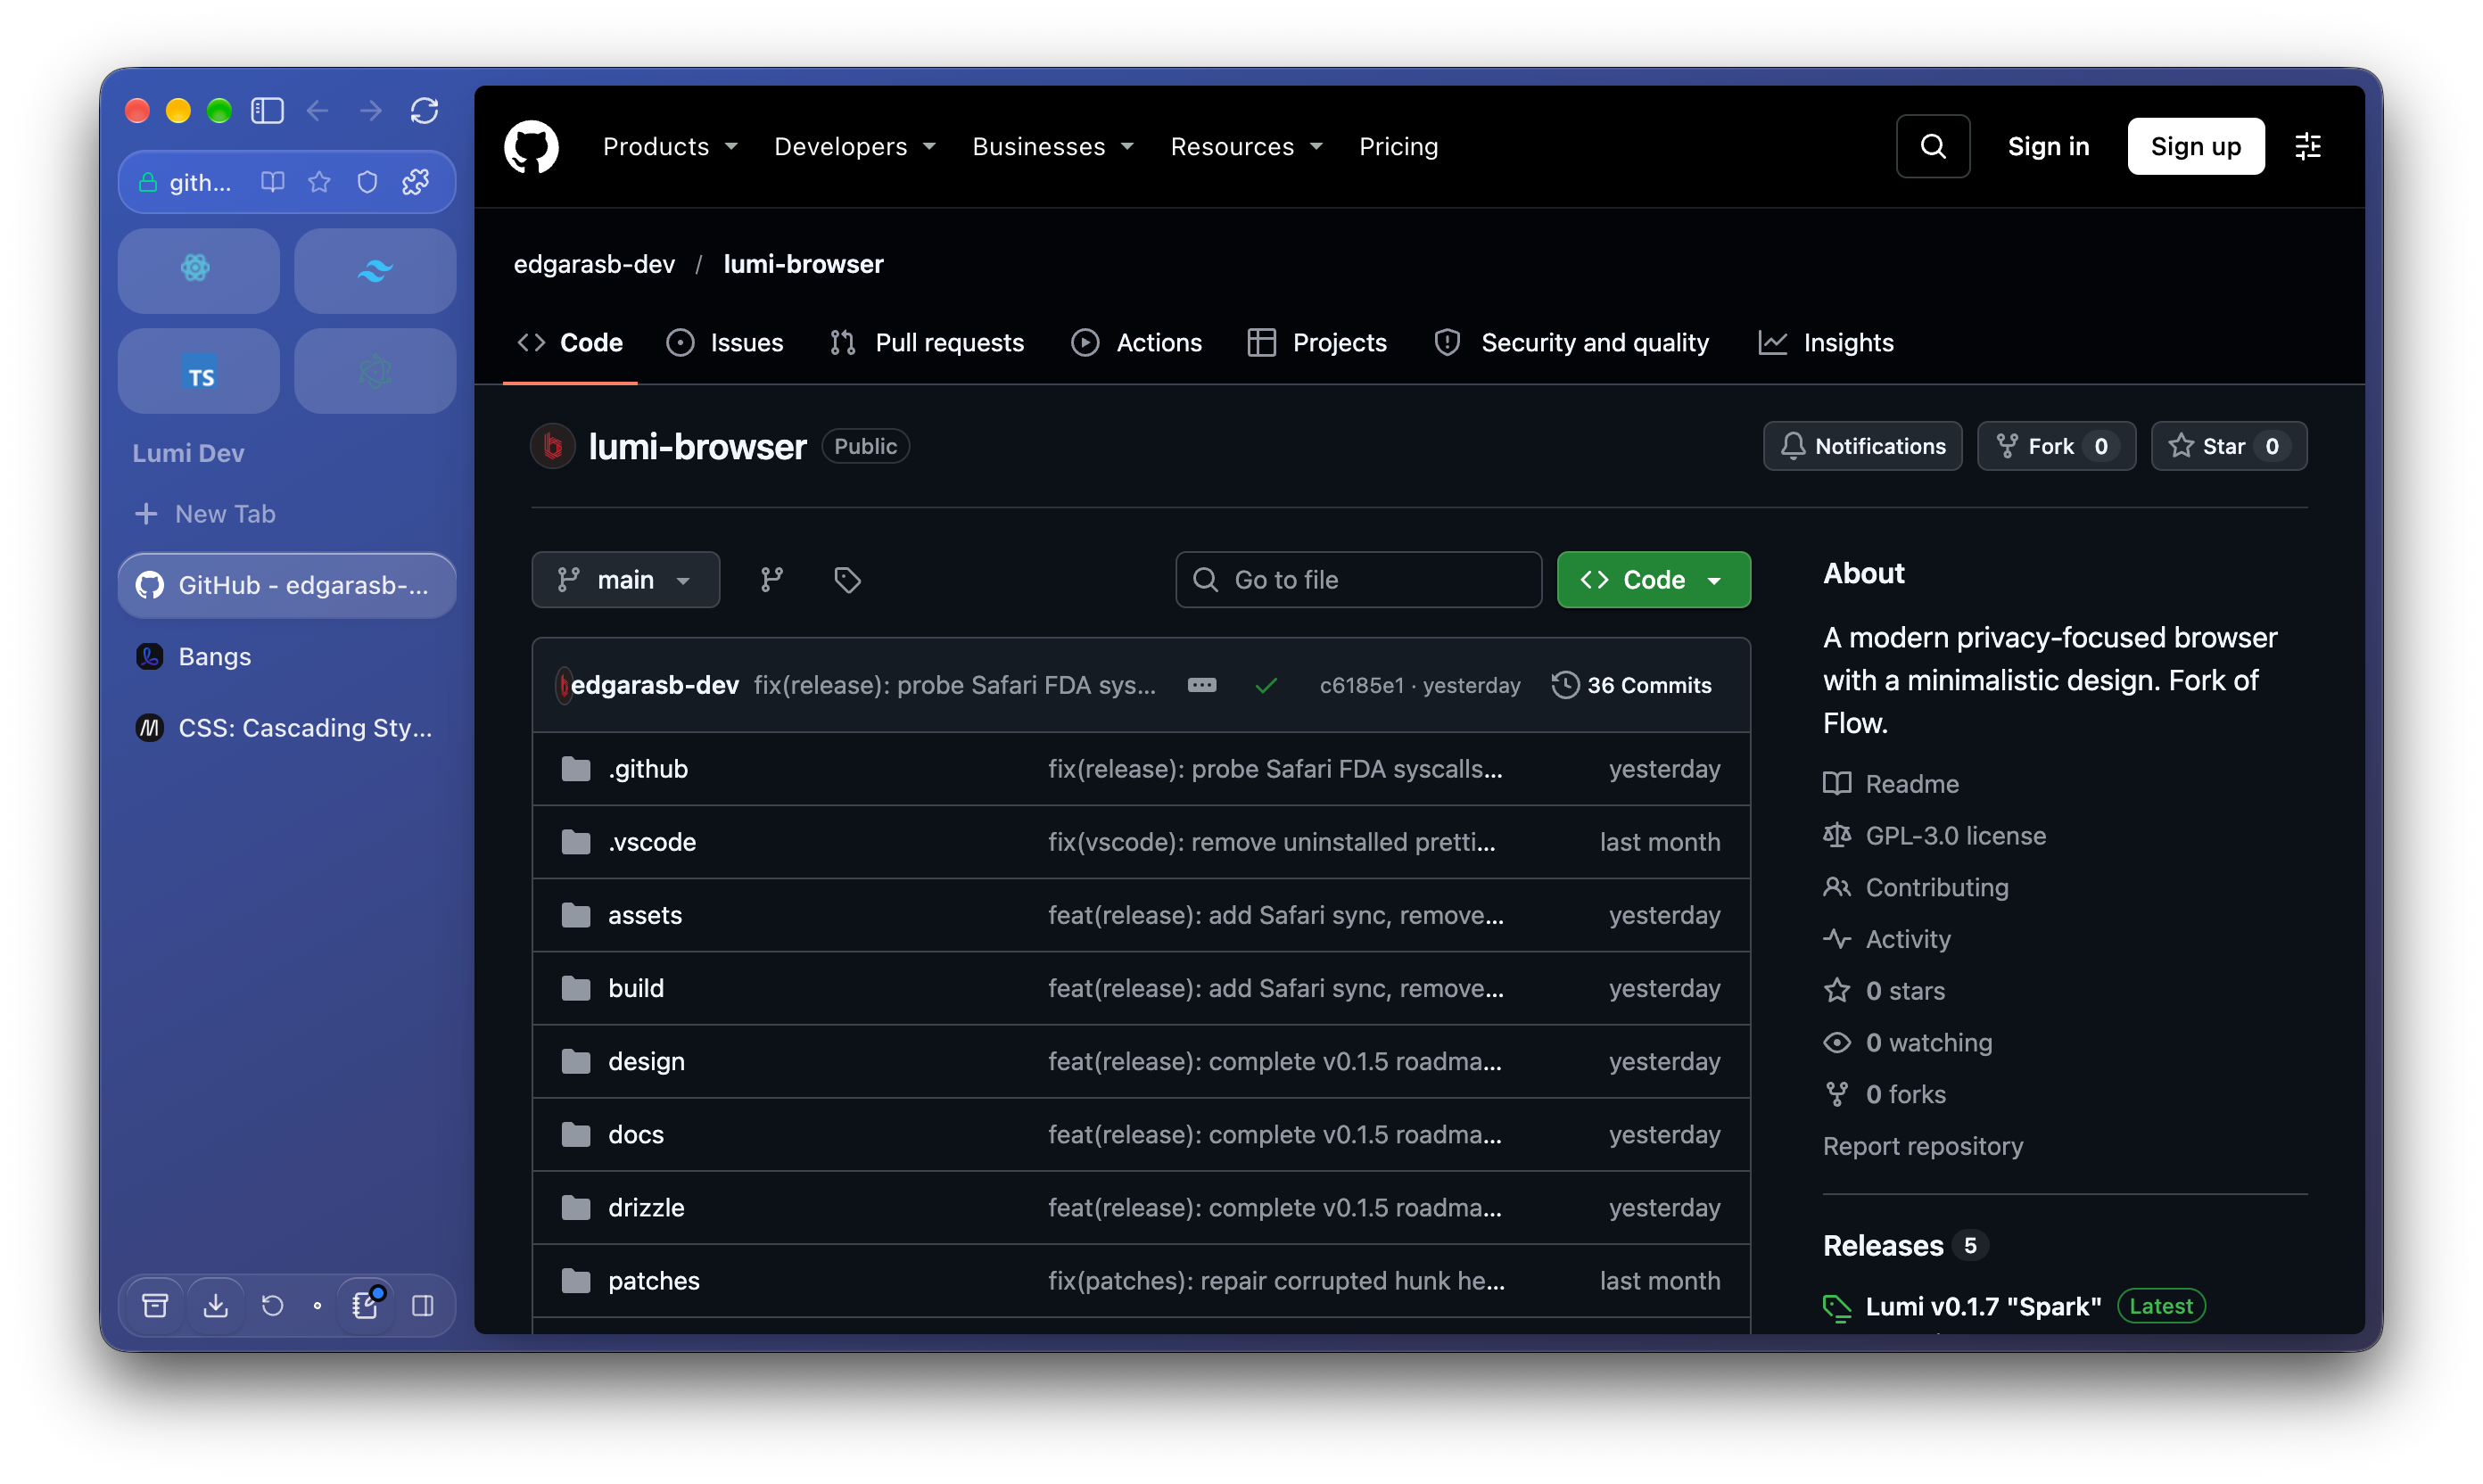 gith...
TS
Lumi Dev
New Tab
GitHub - edgarasb-...
Bangs
CSS: Cascading Sty...
Products
Developers
Businesses
Resources
Pricing
Sign in
Sign up
edgarasb-dev / lumi-browser
Code
Issues
Pull requests
Actions
Projects
Security and quality
Insights
lumi-browser Public
Notifications
Fork 0
Star 0
main
Go to file
Code
edgarasb-dev fix(release): probe Safari FDA sys... c6185e1 · yesterday 36 Commits
.github fix(release): probe Safari FDA syscalls... yesterday
.vscode fix(vscode): remove uninstalled pretti... last month
assets feat(release): add Safari sync, remove... yesterday
build feat(release): add Safari sync, remove... yesterday
design feat(release): complete v0.1.5 roadma... yesterday
docs feat(release): complete v0.1.5 roadma... yesterday
drizzle feat(release): complete v0.1.5 roadma... yesterday
patches fix(patches): repair corrupted hunk he... last month
About
A modern privacy-focused browser
with a minimalistic design. Fork of
Flow.
Readme
GPL-3.0 license
Contributing
Activity
0 stars
0 watching
0 forks
Report repository
Releases 5
Lumi v0.1.7 "Spark" Latest